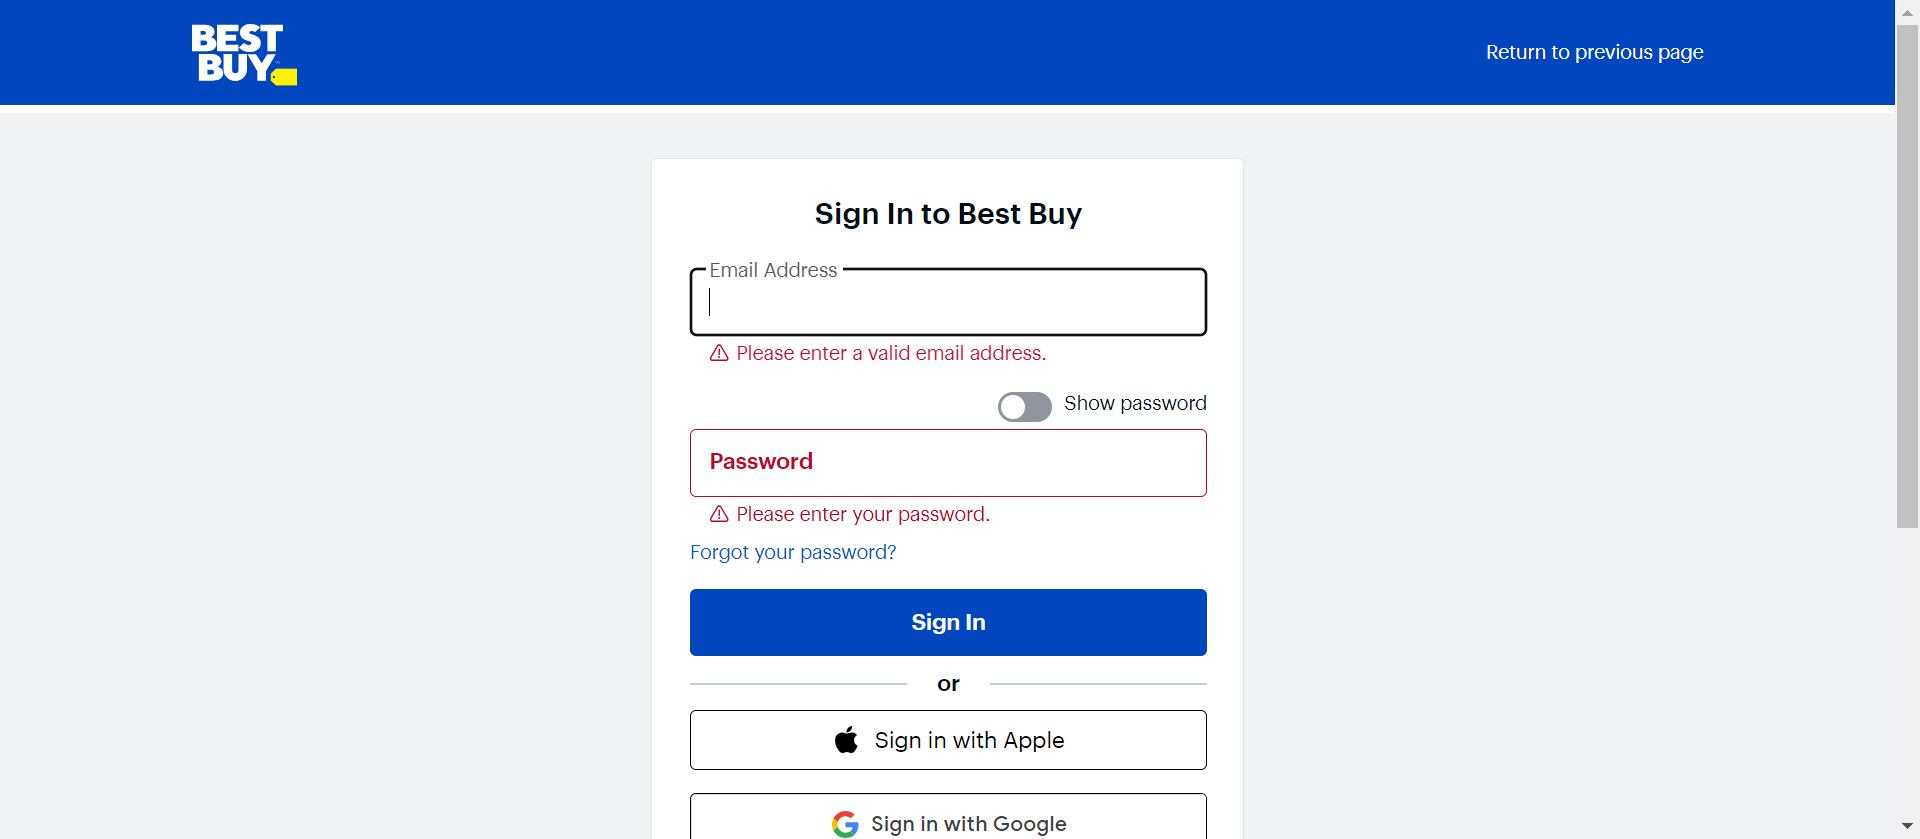 BEST
BUY
Return to previous page
Sign In to Best Buy
Email Address
Please enter a valid email address.
Show password
Password
Please enter your password.
Forgot your password?
Sign In
or
Sign in with Apple
Sign in with Google